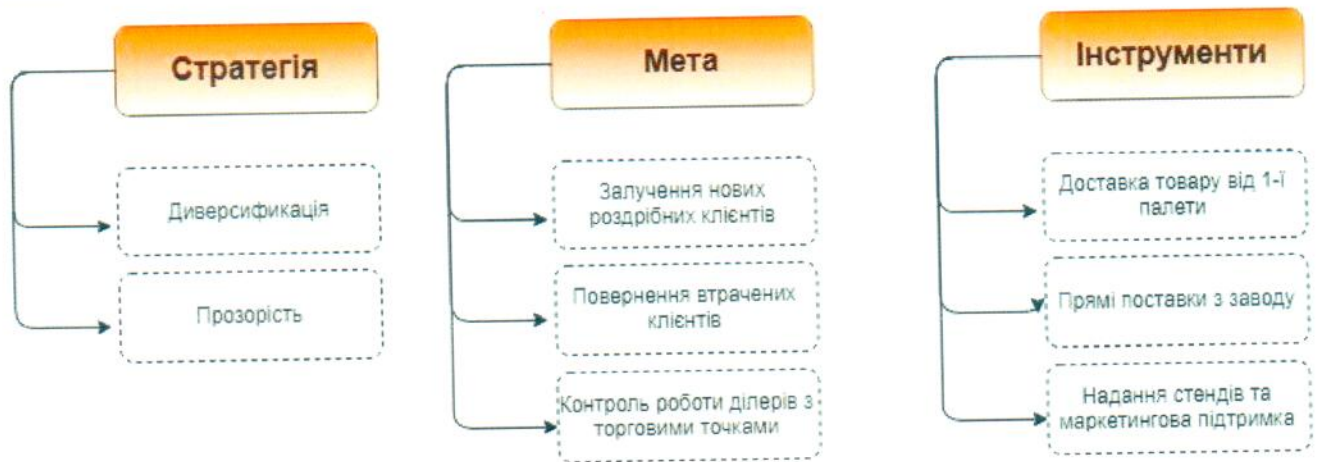 Стратегія
Диверсификація
Прозорість
Мета
Залучення нових
роздрібних клієнтів
Повернення втрачених
клієнтів
Контроль роботи ділерів з
торговими точками
Інструменти
Доставка товару від 1-ї
палети
Прямі поставки з заводу
Надання стендів та
маркетингова підтримка